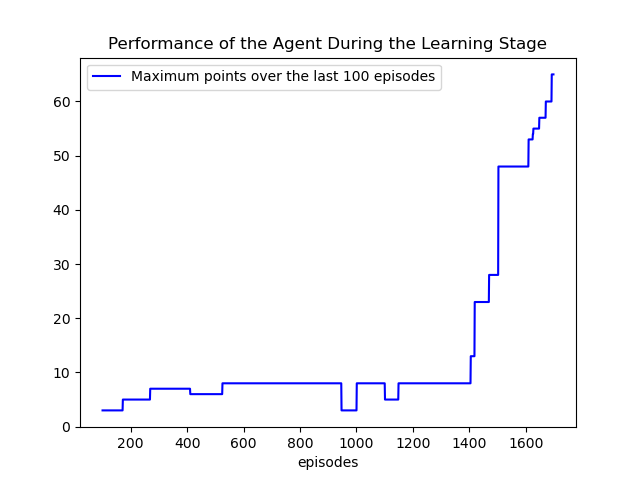 Performance of the Agent During the Learning Stage
Maximum points over the last 100 episodes
60
50
40
30
20
10
0
200 400 600 800 1000 1200 1400 1600
episodes